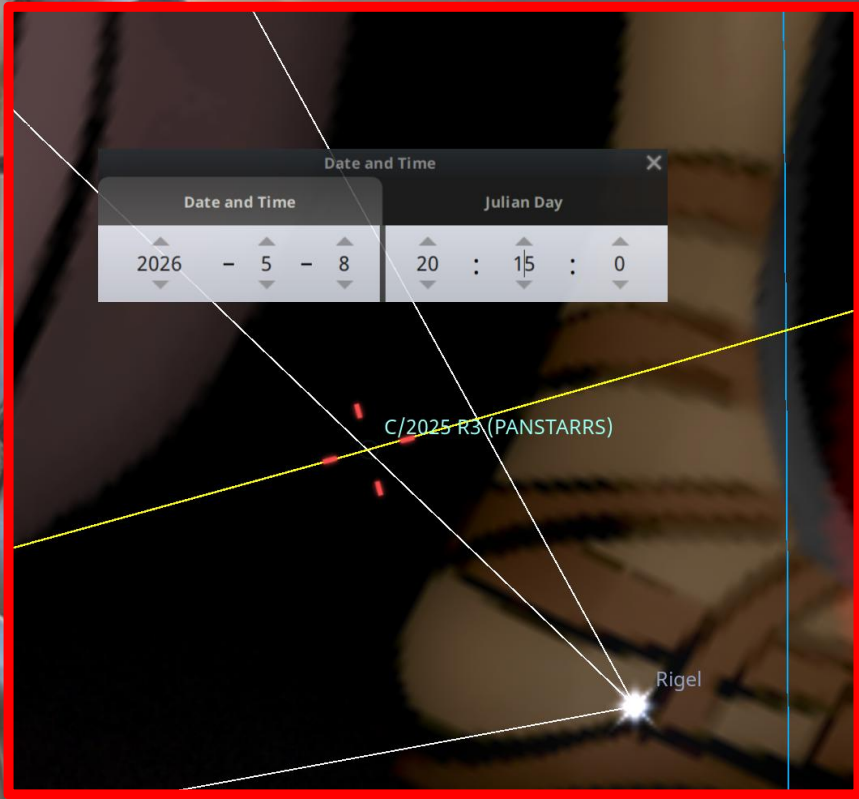 Date and Time
Date and Time Julian Day
2026 – 5 – 8 20 : 15 : 0
C/2025 R3 (PANSTARRS)
Rigel